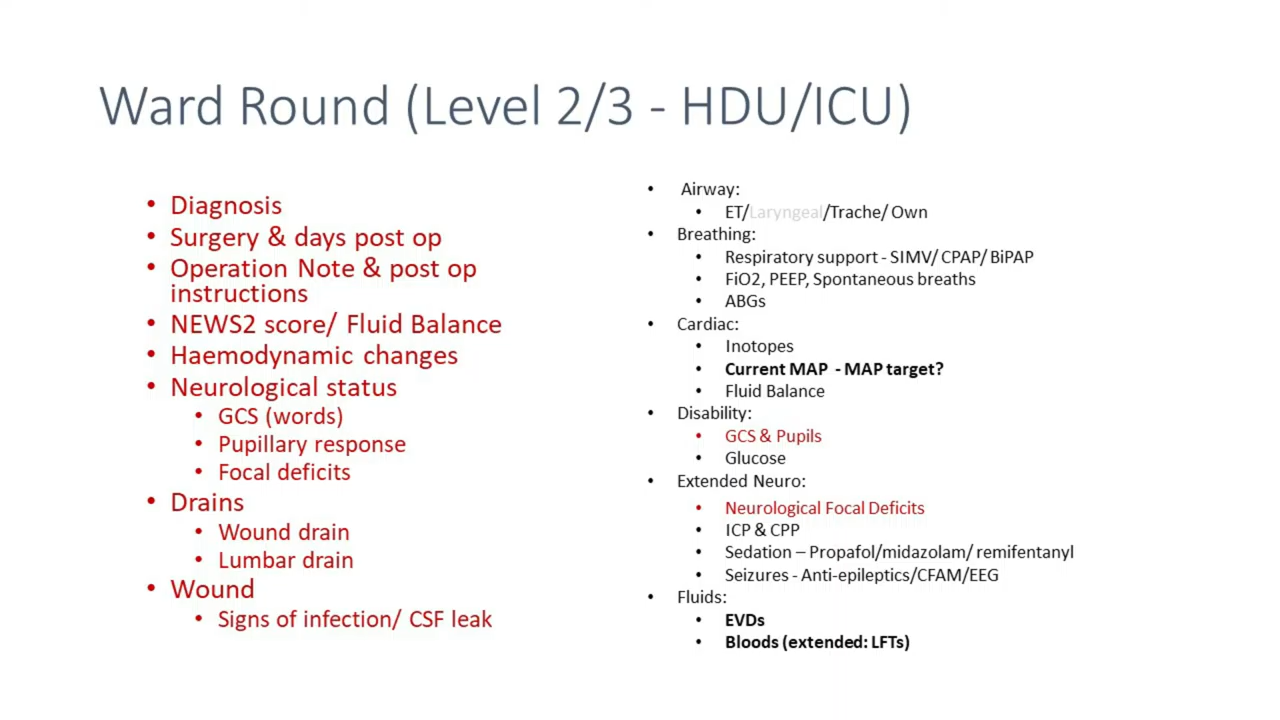 Ward Round (Level 2/3 - HDU/ICU)
• Diagnosis
• Surgery & days post op
• Operation Note & post op
instructions
• NEWS2 score/ Fluid Balance
• Haemodynamic changes
• Neurological status
• GCS (words)
• Pupillary response
• Focal deficits
• Drains
• Wound drain
• Lumbar drain
• Wound
• Signs of infection/ CSF leak
• Airway:
• ET/Laryngeal/Trache/ Own
• Breathing:
• Respiratory support - SIMV/ CPAP/ BiPAP
• FiO2, PEEP, Spontaneous breaths
• ABGs
• Cardiac:
• Inotopes
• Current MAP - MAP target?
• Fluid Balance
• Disability:
• GCS & Pupils
• Glucose
• Extended Neuro:
• Neurological Focal Deficits
• ICP & CPP
• Sedation – Propafol/midazolam/ remifentanyl
• Seizures - Anti-epileptics/CFAM/EEG
• Fluids:
• EVDs
• Bloods (extended: LFTs)